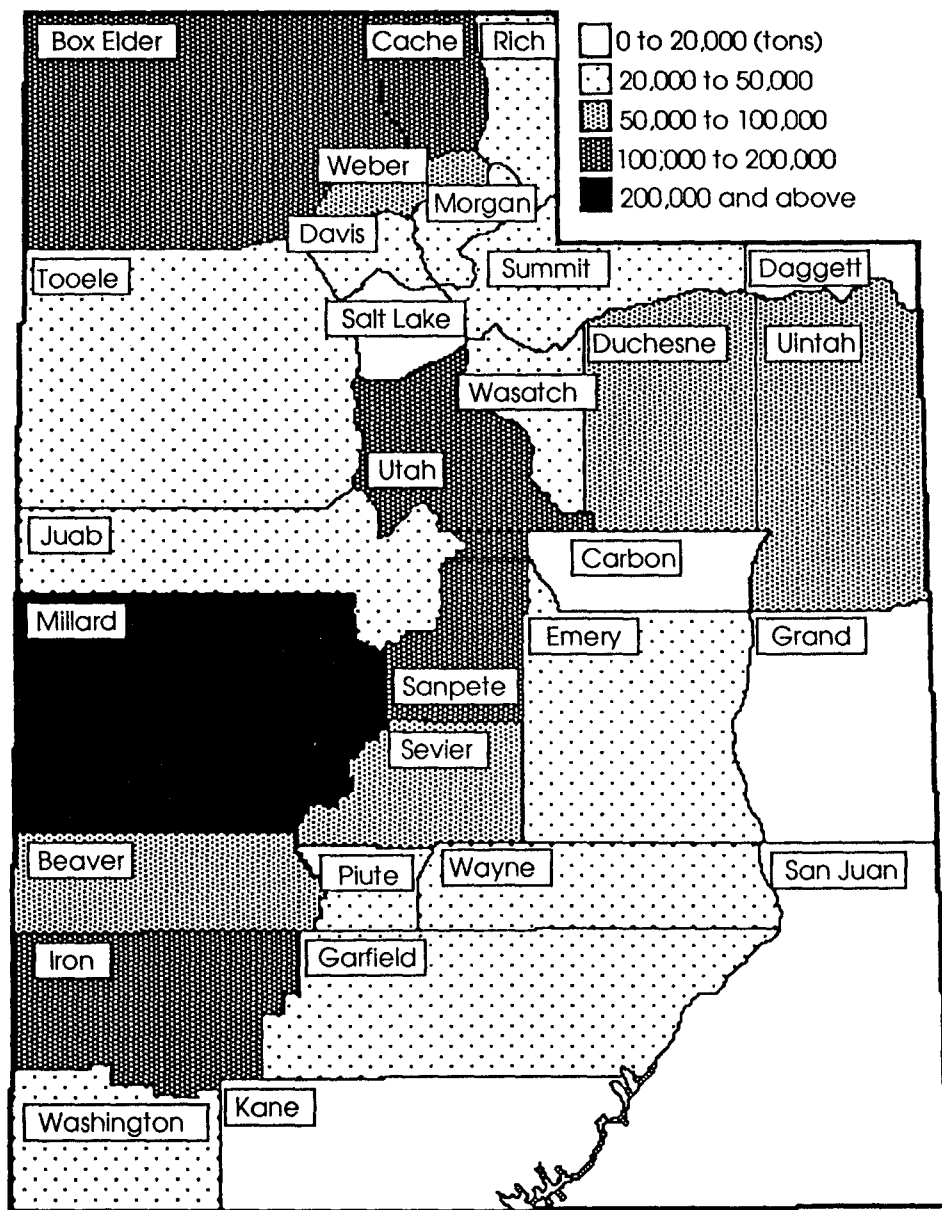 Box Elder
Cache
Rich
0 to 20,000 (tons)
20,000 to 50,000
50,000 to 100,000
100,000 to 200,000
200,000 and above
Weber
Morgan
Davis
Tooele
Summit
Daggett
Salt Lake
Duchesne
Uintah
Wasatch
Utah
Juab
Carbon
Millard
Emery
Grand
Sanpete
Sevier
Beaver
Piute
Wayne
San Juan
Iron
Garfield
Washington
Kane